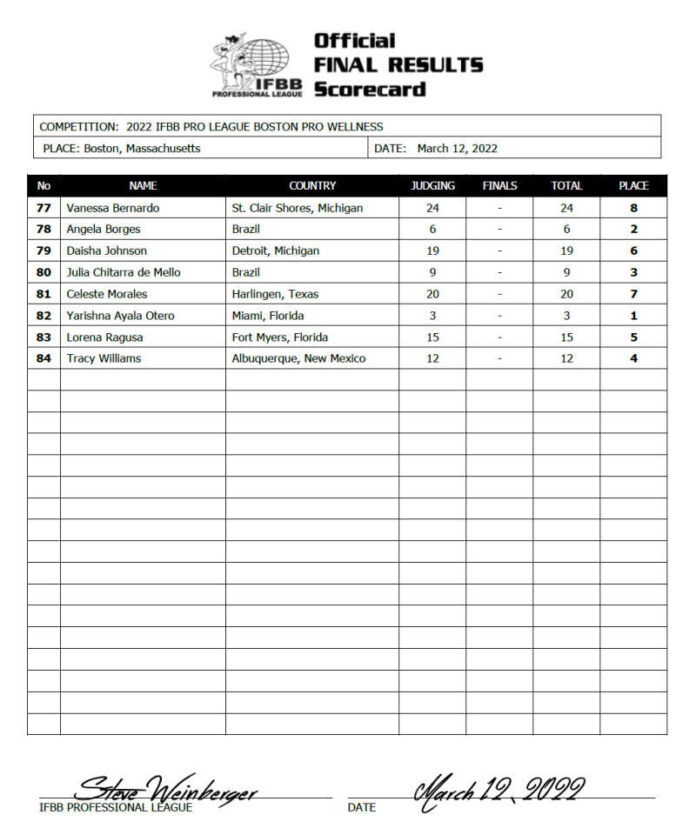 Official
FINAL RESULTS
Scorecard
IFBB
PROFESSIONAL LEAGUE
COMPETITION: 2022 IFBB PRO LEAGUE BOSTON PRO WELLNESS
PLACE: Boston, Massachusetts DATE: March 12, 2022
No NAME COUNTRY JUDGING FINALS TOTAL PLACE
77 Vanessa Bernardo St. Clair Shores, Michigan 24 - 24 8
78 Angela Borges Brazil 6 - 6 2
79 Daisha Johnson Detroit, Michigan 19 - 19 6
80 Julia Chitarra de Mello Brazil 9 - 9 3
81 Celeste Morales Harlingen, Texas 20 - 20 7
82 Yarishna Ayala Otero Miami, Florida 3 - 3 1
83 Lorena Ragusa Fort Myers, Florida 15 - 15 5
84 Tracy Williams Albuquerque, New Mexico 12 - 12 4
Steve Weinberger March 12, 2022
IFBB PROFESSIONAL LEAGUE DATE